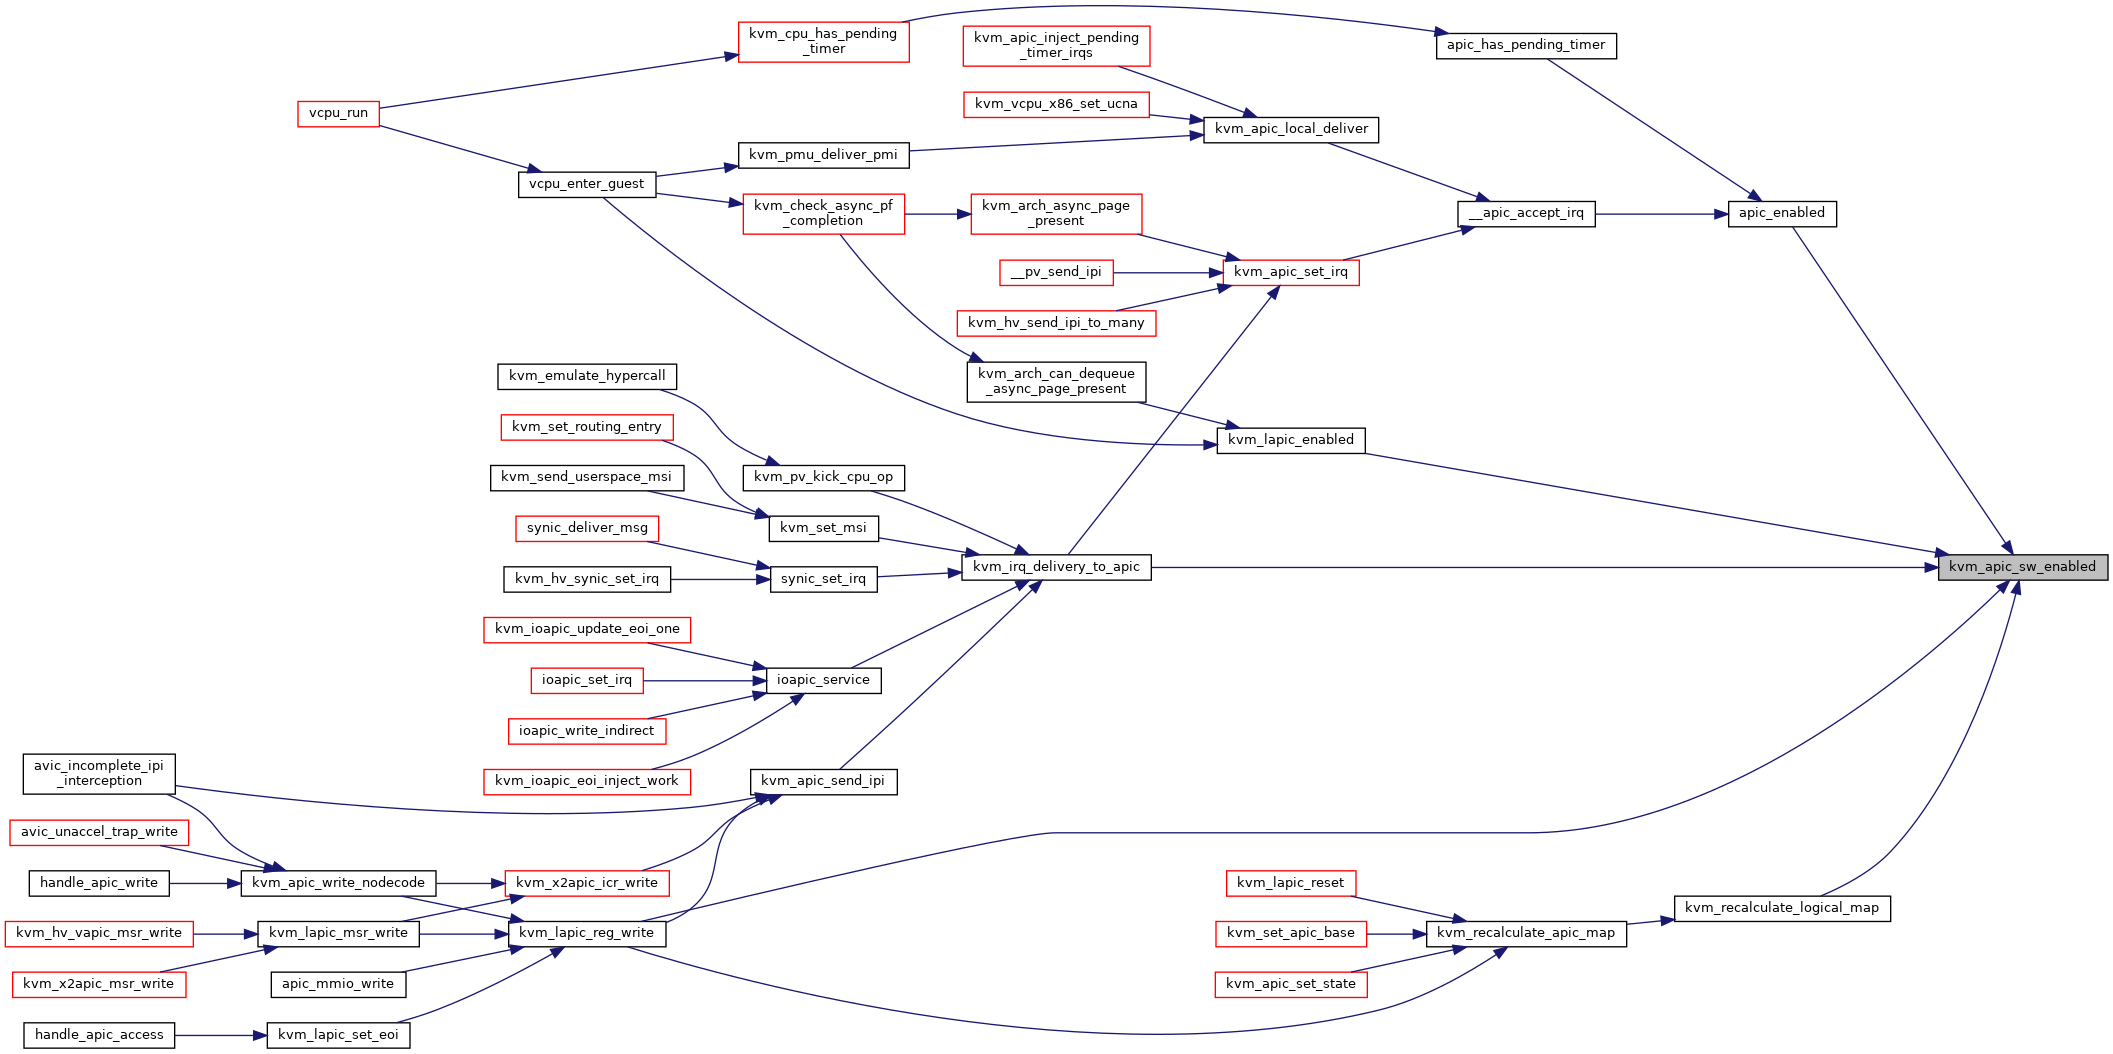 kvm_cpu_has_pending
_timer
kvm_apic_inject_pending
_timer_irqs
apic_has_pending_timer
kvm_vcpu_x86_set_ucna
vcpu_run
kvm_apic_local_deliver
kvm_pmu_deliver_pmi
vcpu_enter_guest
kvm_check_async_pf
_completion
kvm_arch_async_page
_present
__apic_accept_irq
apic_enabled
__pv_send_ipi
kvm_apic_set_irq
kvm_hv_send_ipi_to_many
kvm_emulate_hypercall
kvm_arch_can_dequeue
_async_page_present
kvm_set_routing_entry
kvm_lapic_enabled
kvm_send_userspace_msi
kvm_pv_kick_cpu_op
synic_deliver_msg
kvm_set_msi
kvm_irq_delivery_to_apic
kvm_apic_sw_enabled
kvm_hv_synic_set_irq
synic_set_irq
kvm_ioapic_update_eoi_one
ioapic_set_irq
ioapic_service
ioapic_write_indirect
avic_incomplete_ipi
_interception
kvm_ioapic_eoi_inject_work
kvm_apic_send_ipi
avic_unaccel_trap_write
handle_apic_write
kvm_apic_write_nodecode
kvm_x2apic_icr_write
kvm_lapic_reset
kvm_recalculate_logical_map
kvm_hv_vapic_msr_write
kvm_lapic_msr_write
kvm_lapic_reg_write
kvm_set_apic_base
kvm_recalculate_apic_map
kvm_x2apic_msr_write
apic_mmio_write
kvm_apic_set_state
handle_apic_access
kvm_lapic_set_eoi